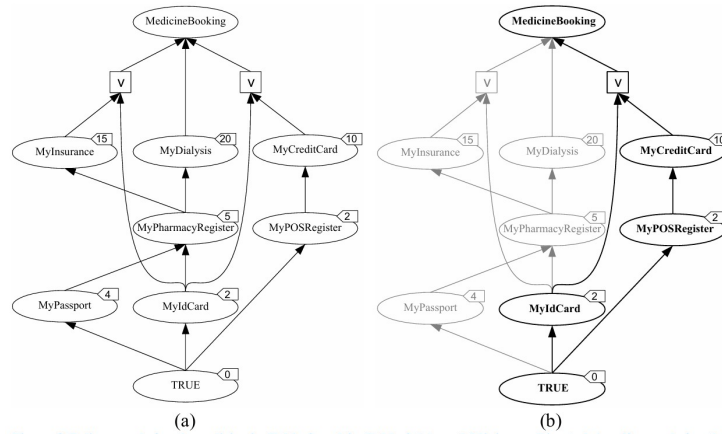 MedicineBooking
V
V
15
MyInsurance
20
MyDialysis
10
MyCreditCard
5
MyPharmacyRegister
2
MyPOSRegister
4
MyPassport
2
MyIdCard
0
TRUE
(a)
MedicineBooking
V
V
15
MyInsurance
20
MyDialysis
10
MyCreditCard
5
MyPharmacyRegister
2
MyPOSRegister
4
MyPassport
2
MyIdCard
0
TRUE
(b)